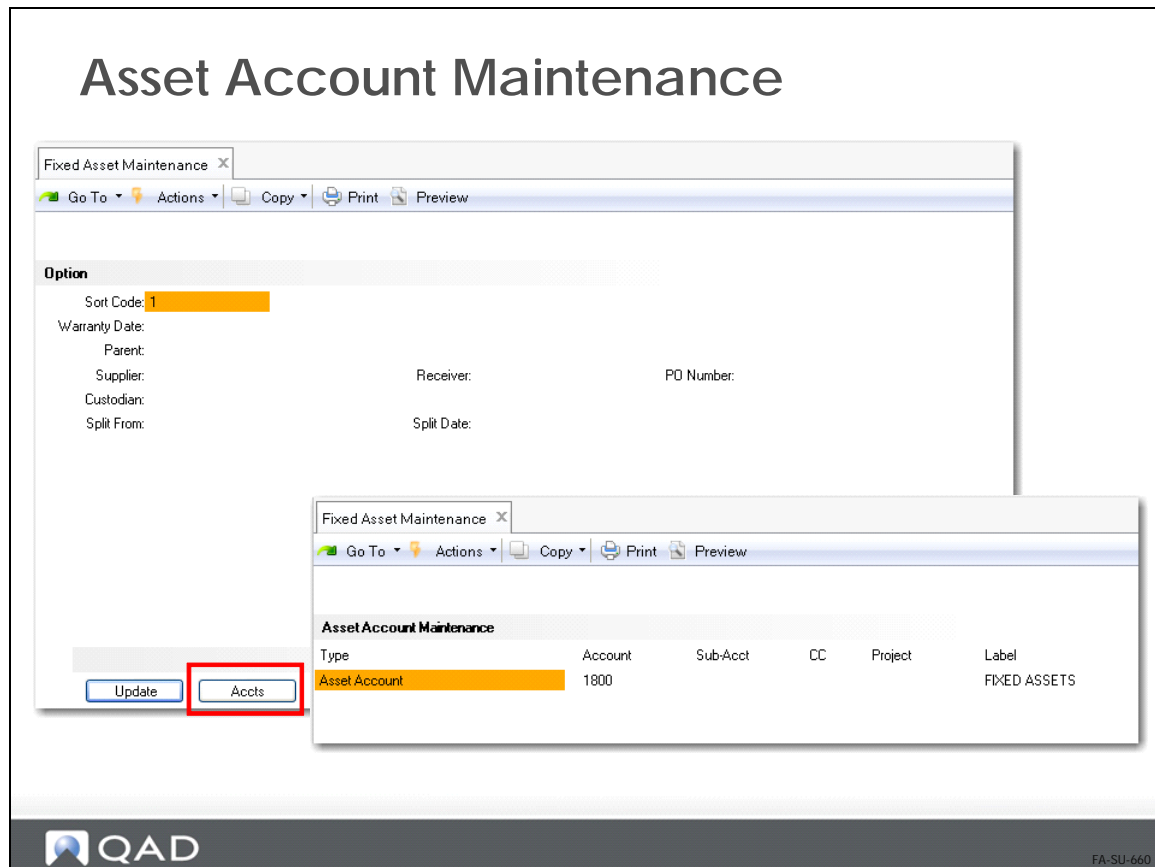 Asset Account Maintenance
Fixed Asset Maintenance X
Go To Actions Copy Print Preview
Option
Sort Code: 1
Warranty Date:
Parent:
Supplier: Receiver: PO Number:
Custodian:
Split From: Split Date:
Update Accts
Fixed Asset Maintenance X
Go To Actions Copy Print Preview
Asset Account Maintenance
Type Account Sub-Acct CC Project Label
Asset Account 1800 FIXED ASSETS
QAD
FA-SU-660